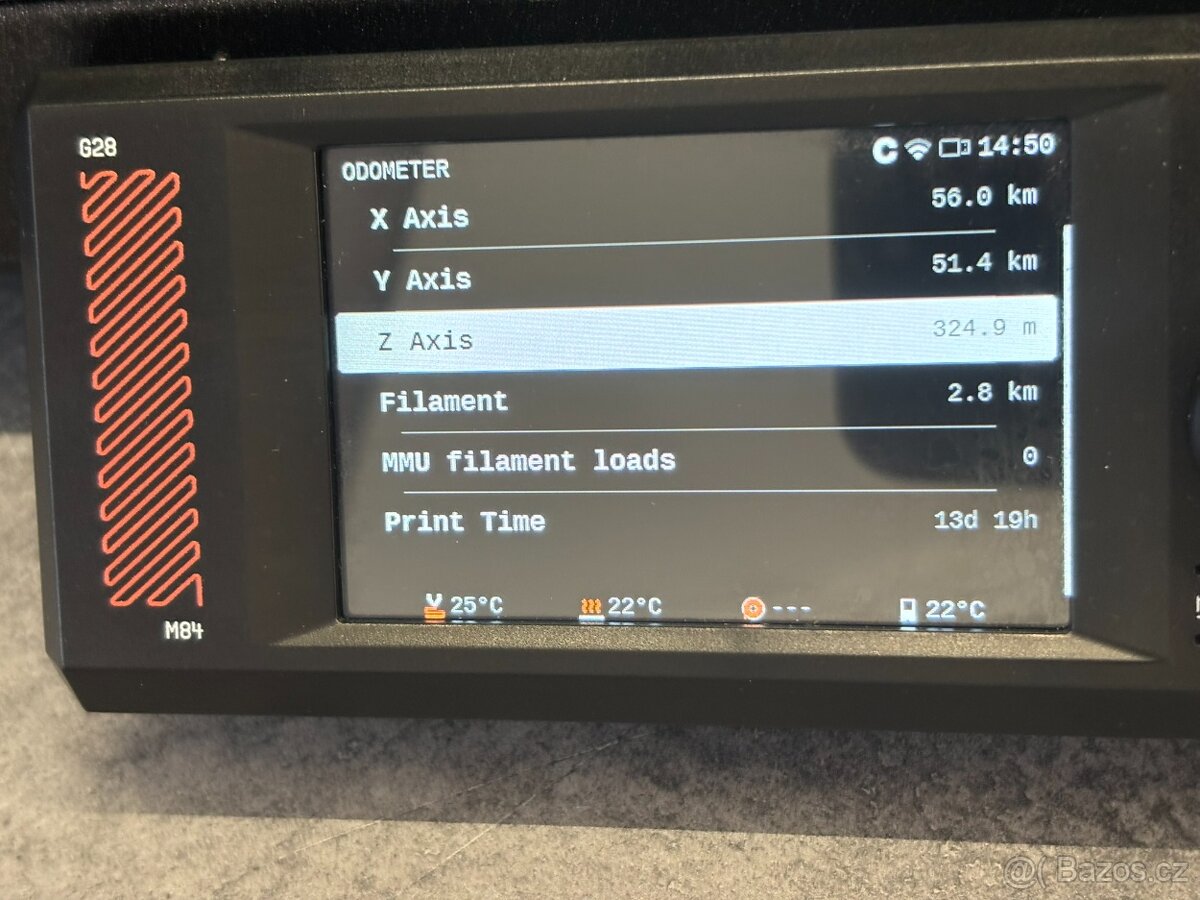 G28
ODOMETER
14:50
X Axis 56.0 km
Y Axis 51.4 km
Z Axis 324.9 m
Filament 2.8 km
MMU filament loads 0
Print Time 13d 19h
25°C 22°C --- 22°C
M84
@( Bazos.cz